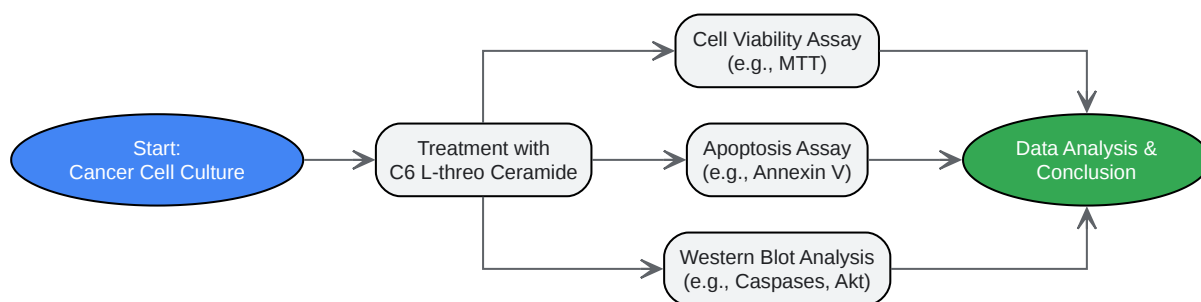 Start:
Cancer Cell Culture
Treatment with
C6 L-threo Ceramide
Cell Viability Assay
(e.g., MTT)
Apoptosis Assay
(e.g., Annexin V)
Western Blot Analysis
(e.g., Caspases, Akt)
Data Analysis &
Conclusion